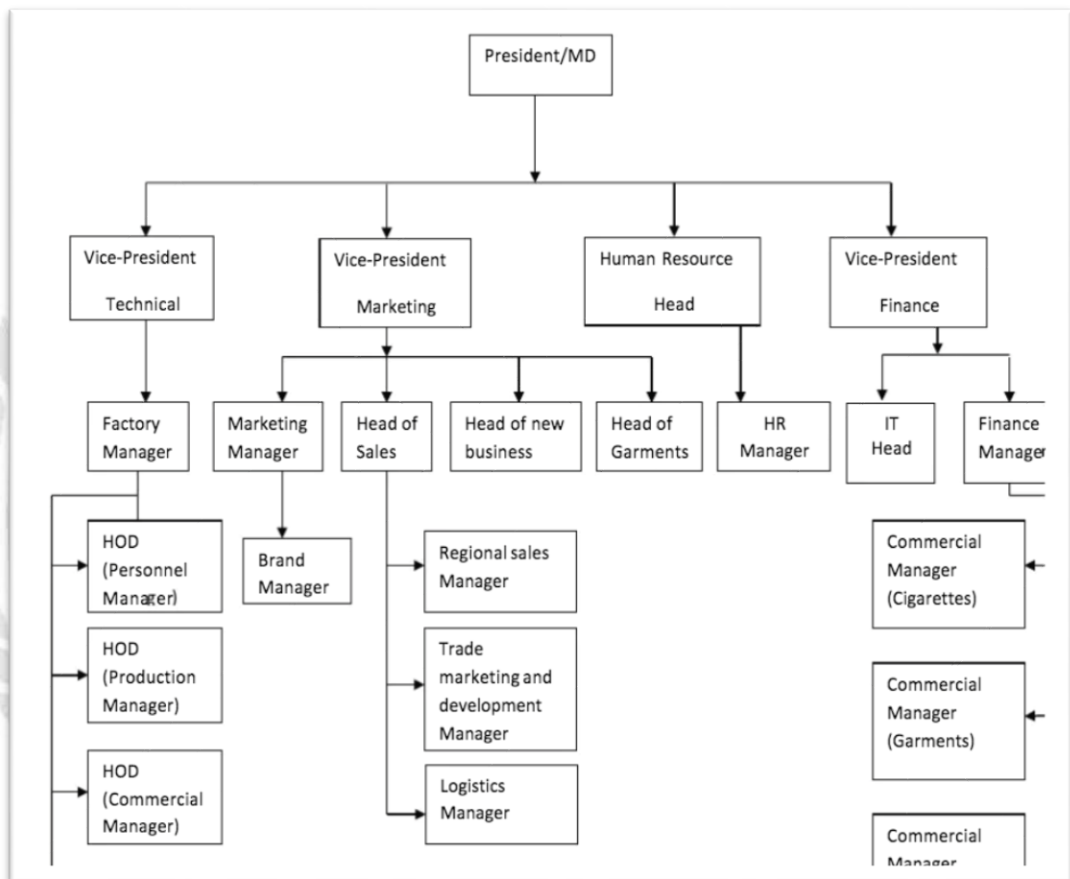 President/MD
Vice-President
Technical
Vice-President
Marketing
Human Resource
Head
Vice-President
Finance
Factory
Manager
Marketing
Manager
Head of
Sales
Head of new
business
Head of
Garments
HR
Manager
IT
Head
Finance
Manager
HOD
(Personnel
Manager)
HOD
(Production
Manager)
HOD
(Commercial
Manager)
Brand
Manager
Regional sales
Manager
Trade
marketing and
development
Manager
Logistics
Manager
Commercial
Manager
(Cigarettes)
Commercial
Manager
(Garments)
Commercial
Manager